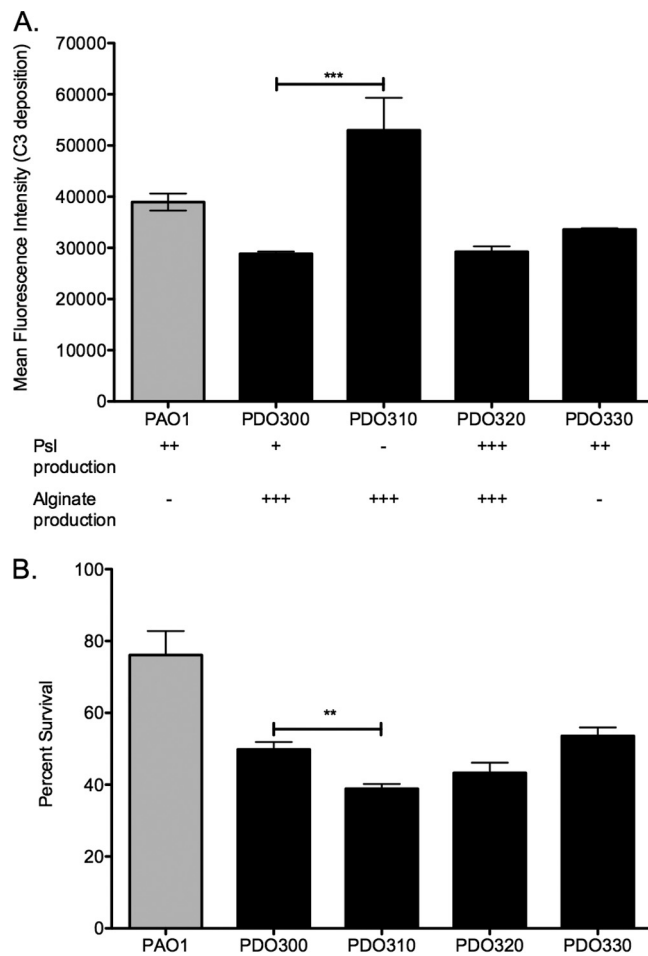 A.
Mean Fluorescence Intensity (C3 deposition)
70000
60000
50000
40000
30000
20000
10000
0
***
PAO1 PDO300 PDO310 PDO320 PDO330
Psl production ++ + - +++ ++
Alginate production - +++ +++ +++ -
B.
Percent Survival
100
80
60
40
20
0
**
PAO1 PDO300 PDO310 PDO320 PDO330